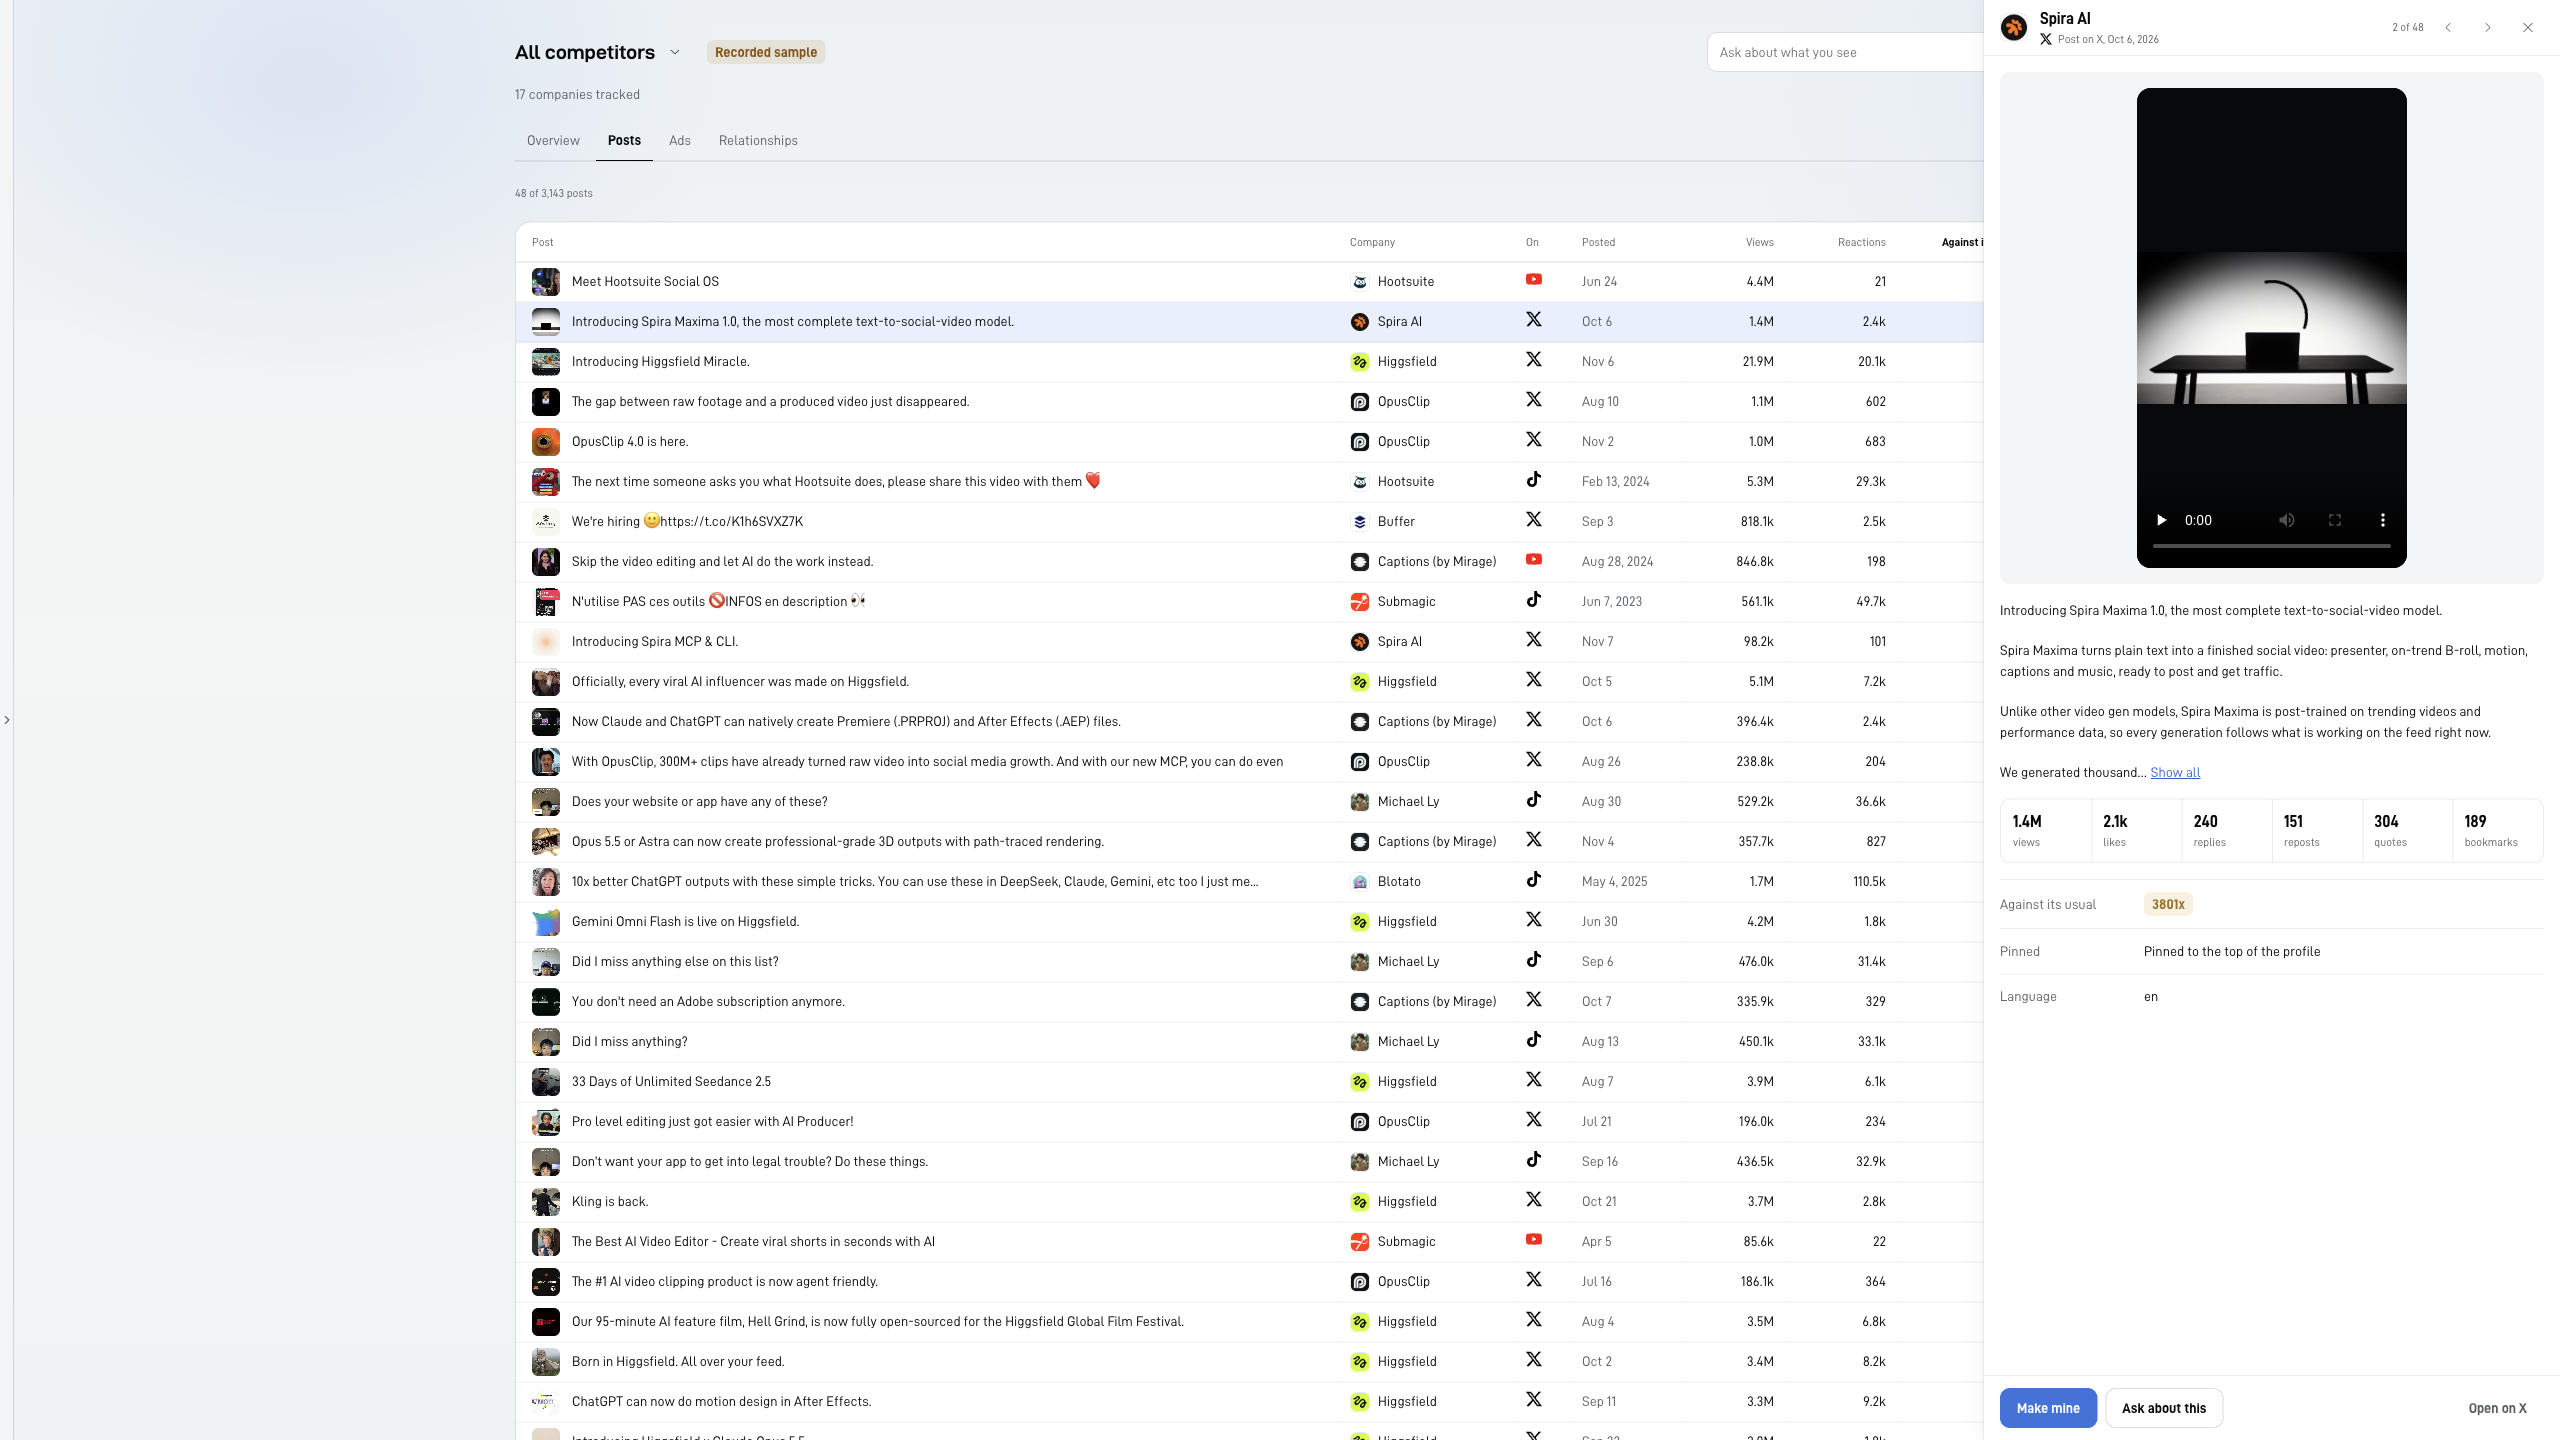 All competitors
Recorded sample
Ask about what you see
17 companies tracked
Overview
Posts
Ads
Relationships
48 of 3,143 posts
Post Company On Posted Views Reactions Against i
Meet Hootsuite Social OS Hootsuite Jun 24 4.4M 21
Introducing Spira Maxima 1.0, the most complete text-to-social-video model. Spira AI Oct 6 1.4M 2.4k
Introducing Higgsfield Miracle. Higgsfield Nov 6 21.9M 20.1k
The gap between raw footage and a produced video just disappeared. OpusClip Aug 10 1.1M 602
OpusClip 4.0 is here. OpusClip Nov 2 1.0M 683
The next time someone asks you what Hootsuite does, please share this video with them ❤️ Hootsuite Feb 13, 2024 5.3M 29.3k
We're hiring 🙂https://t.co/K1h6SVXZ7K Buffer Sep 3 818.1k 2.5k
Skip the video editing and let AI do the work instead. Captions (by Mirage) Aug 28, 2024 846.8k 198
N'utilise PAS ces outils 🚫INFOS en description 👀 Submagic Jun 7, 2023 561.1k 49.7k
Introducing Spira MCP & CLI. Spira AI Nov 7 98.2k 101
Officially, every viral AI influencer was made on Higgsfield. Higgsfield Oct 5 5.1M 7.2k
Now Claude and ChatGPT can natively create Premiere (.PRPROJ) and After Effects (.AEP) files. Captions (by Mirage) Oct 6 396.4k 2.4k
With OpusClip, 300M+ clips have already turned raw video into social media growth. And with our new MCP, you can do even OpusClip Aug 26 238.8k 204
Does your website or app have any of these? Michael Ly Aug 30 529.2k 36.6k
Opus 5.5 or Astra can now create professional-grade 3D outputs with path-traced rendering. Captions (by Mirage) Nov 4 357.7k 827
10x better ChatGPT outputs with these simple tricks. You can use these in DeepSeek, Claude, Gemini, etc too I just me... Blotato May 4, 2025 1.7M 110.5k
Gemini Omni Flash is live on Higgsfield. Higgsfield Jun 30 4.2M 1.8k
Did I miss anything else on this list? Michael Ly Sep 6 476.0k 31.4k
You don't need an Adobe subscription anymore. Captions (by Mirage) Oct 7 335.9k 329
Did I miss anything? Michael Ly Aug 13 450.1k 33.1k
33 Days of Unlimited Seedance 2.5 Higgsfield Aug 7 3.9M 6.1k
Pro level editing just got easier with AI Producer! OpusClip Jul 21 196.0k 234
Don't want your app to get into legal trouble? Do these things. Michael Ly Sep 16 436.5k 32.9k
Kling is back. Higgsfield Oct 21 3.7M 2.8k
The Best AI Video Editor - Create viral shorts in seconds with AI Submagic Apr 5 85.6k 22
The #1 AI video clipping product is now agent friendly. OpusClip Jul 16 186.1k 364
Our 95-minute AI feature film, Hell Grind, is now fully open-sourced for the Higgsfield Global Film Festival. Higgsfield Aug 4 3.5M 6.8k
Born in Higgsfield. All over your feed. Higgsfield Oct 2 3.4M 8.2k
ChatGPT can now do motion design in After Effects. Higgsfield Sep 11 3.3M 9.2k
Spira AI
Post on X, Oct 6, 2026
2 of 48
0:00
Introducing Spira Maxima 1.0, the most complete text-to-social-video model.
Spira Maxima turns plain text into a finished social video: presenter, on-trend B-roll, motion,
captions and music, ready to post and get traffic.
Unlike other video gen models, Spira Maxima is post-trained on trending videos and
performance data, so every generation follows what is working on the feed right now.
We generated thousand... Show all
1.4M 2.1k 240 151 304 189
views likes replies reposts quotes bookmarks
Against its usual 3801x
Pinned Pinned to the top of the profile
Language en
Make mine
Ask about this
Open on X